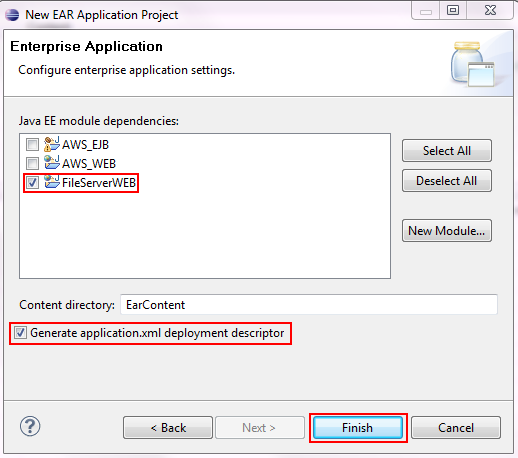 New EAR Application Project
Enterprise Application
Configure enterprise application settings.
Java EE module dependencies:
AWS_EJB
AWS_WEB
FileServerWEB
Select All
Deselect All
New Module...
Content directory: EarContent
Generate application.xml deployment descriptor
? < Back Next > Finish Cancel